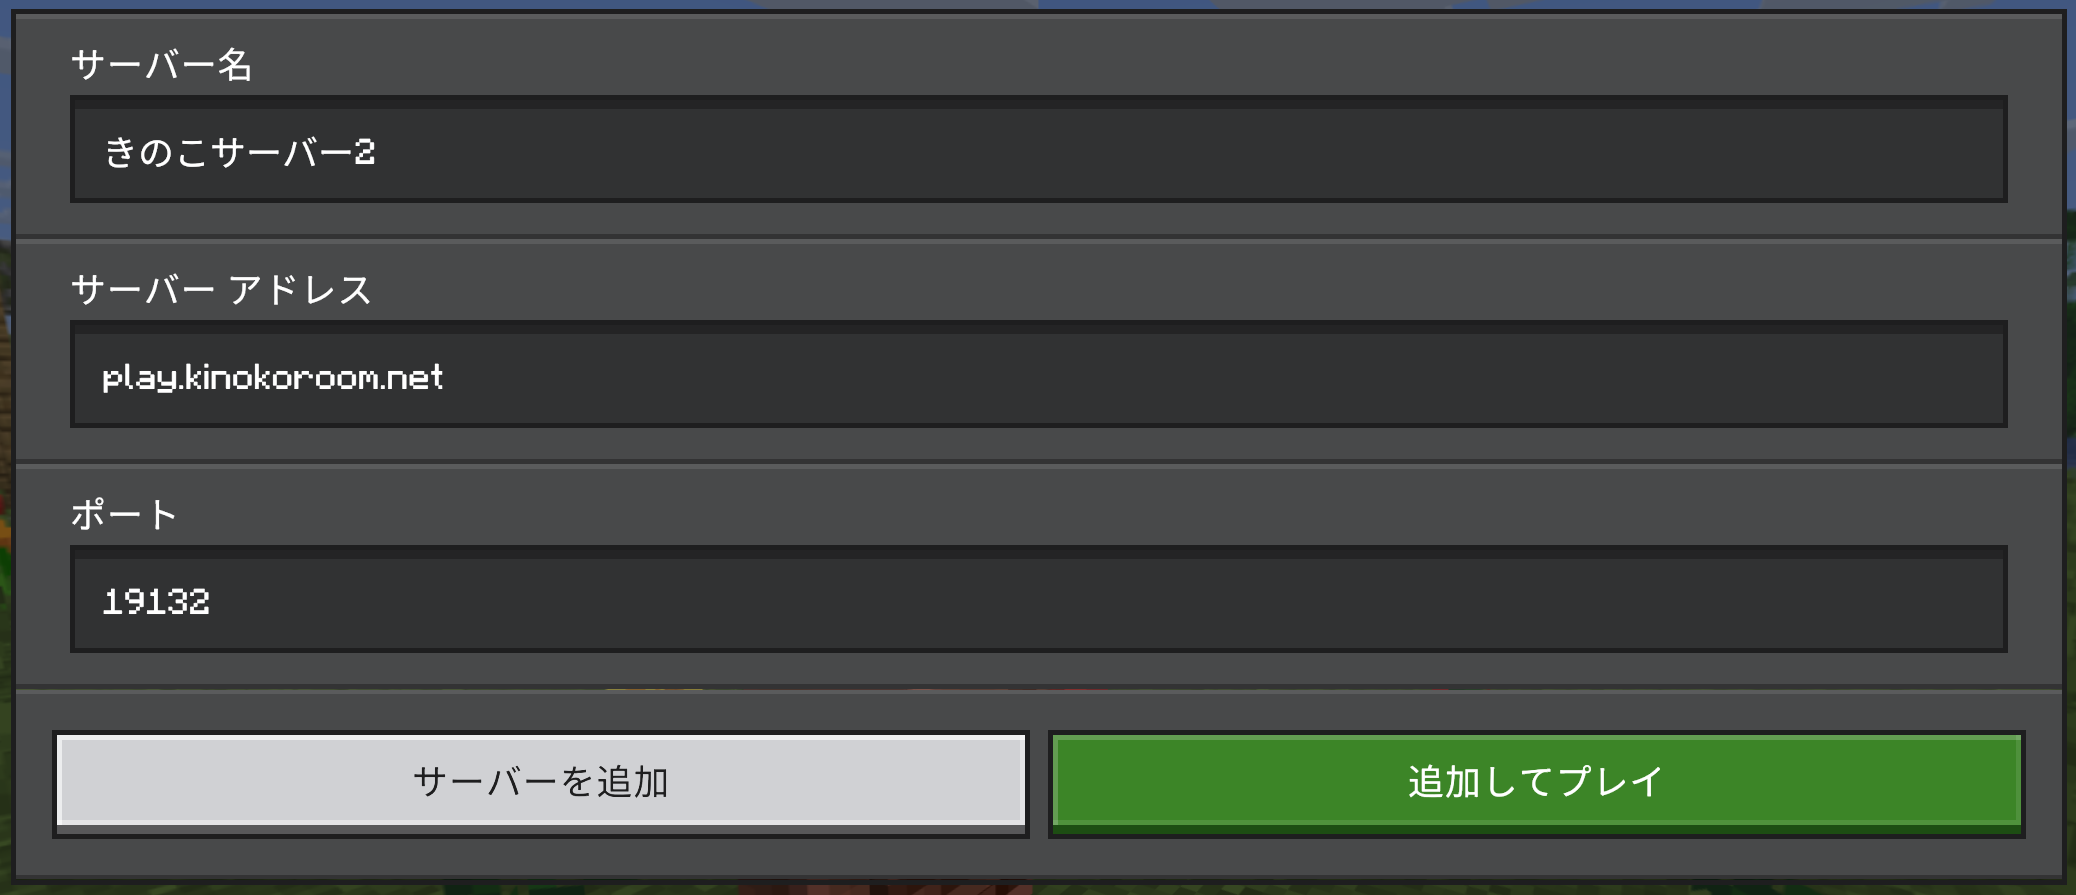 サーバー名
きのこサーバー2
サーバー アドレス
play.kinokoroom.net
ポート
19132
サーバーを追加
追加してプレイ